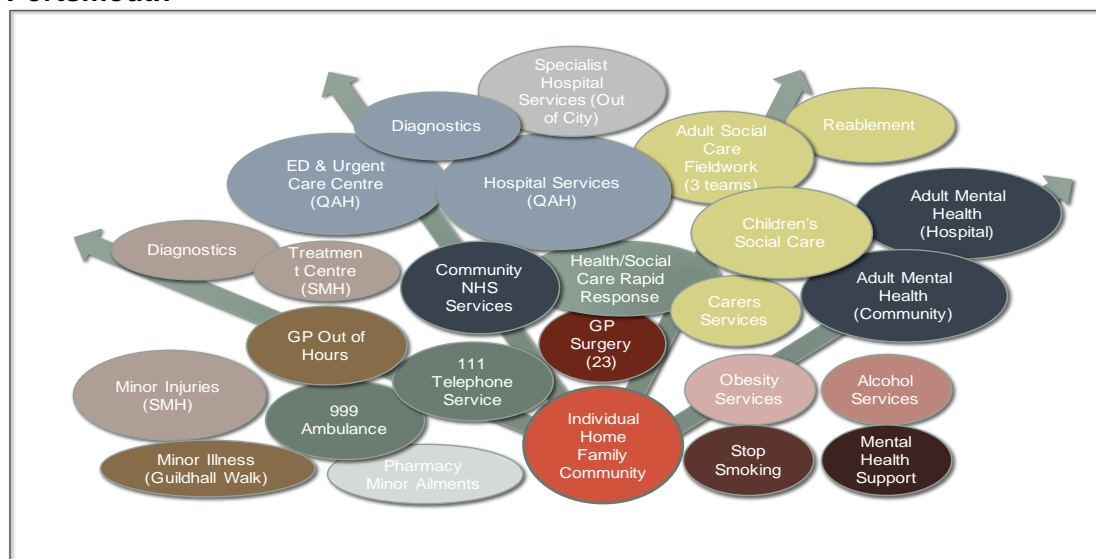 Portsmouth
Specialist
Hospital
Services (Out
of City)
Diagnostics
Adult Social
Care
Fieldwork
(3 teams)
Reablement
ED & Urgent
Care Centre
(QAH)
Hospital Services
(QAH)
Adult Mental
Health
(Hospital)
Children's
Social Care
Diagnostics
Treatmen
t Centre
(SMH)
Community
NHS
Services
Health/Social
Care Rapid
Response
Adult Mental
Health
(Community)
Carers
Services
GP Out of
Hours
GP
Surgery
(23)
111
Telephone
Service
Minor Injuries
(SMH)
Obesity
Services
Alcohol
Services
999
Ambulance
Individual
Home
Family
Community
Stop
Smoking
Mental
Health
Support
Minor Illness
(Guildhall Walk)
Pharmacy
Minor Ailments